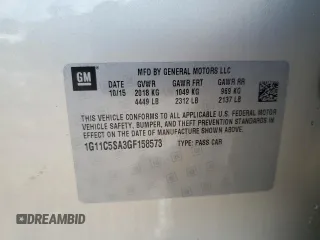 GM
MFD BY GENERAL MOTORS LLC
DATE GVWR GAWR FRT GAWR RR
10/15 2018 KG 1049 KG 969 KG
4449 LB 2312 LB 2137 LB
THIS VEHICLE CONFORMS TO ALL APPLICABLE U.S. FEDERAL MOTOR
VEHICLE SAFETY, BUMPER, AND THEFT PREVENTION STANDARDS IN
EFFECT ON THE DATE OF MANUFACTURE SHOWN ABOVE.
1G11C5SA3GF158573 TYPE: PASS CAR
DREAMBID